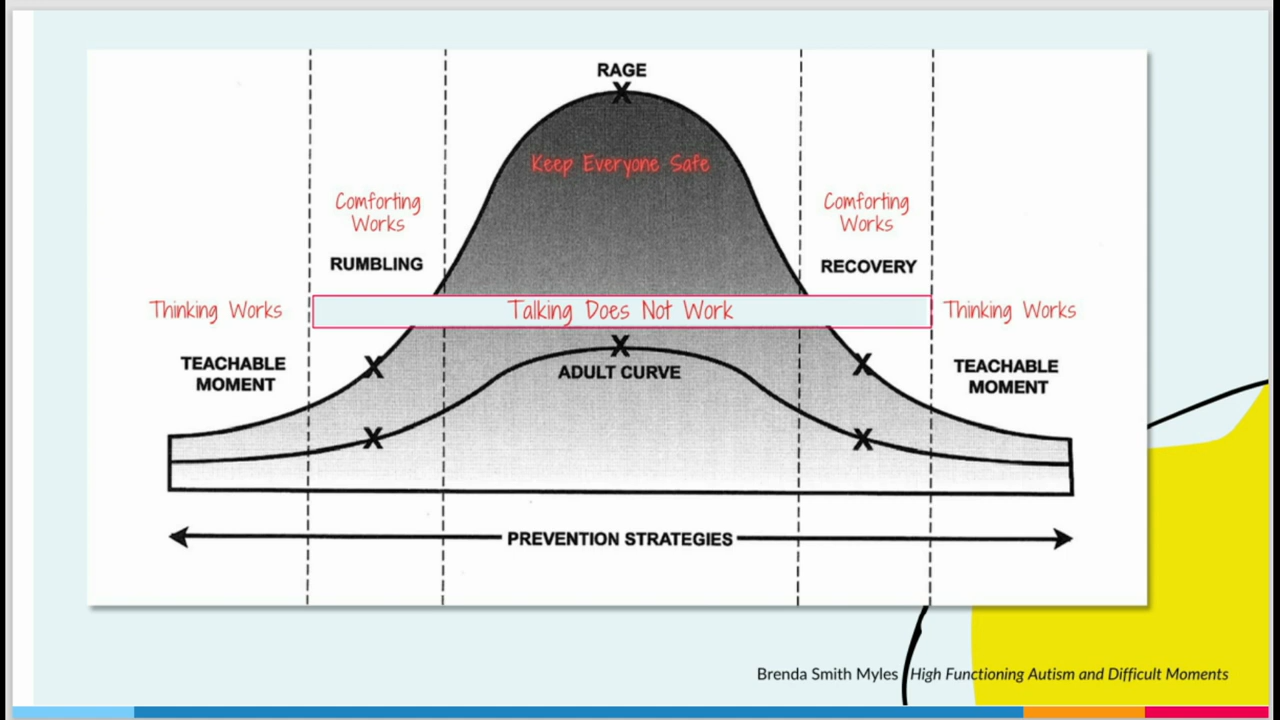 RAGE
Keep Everyone Safe
Comforting
Works
RUMBLING
Comforting
Works
RECOVERY
Thinking Works
Talking Does Not Work
Thinking Works
TEACHABLE
MOMENT
ADULT CURVE
TEACHABLE
MOMENT
PREVENTION STRATEGIES
Brenda Smith Myles High Functioning Autism and Difficult Moments